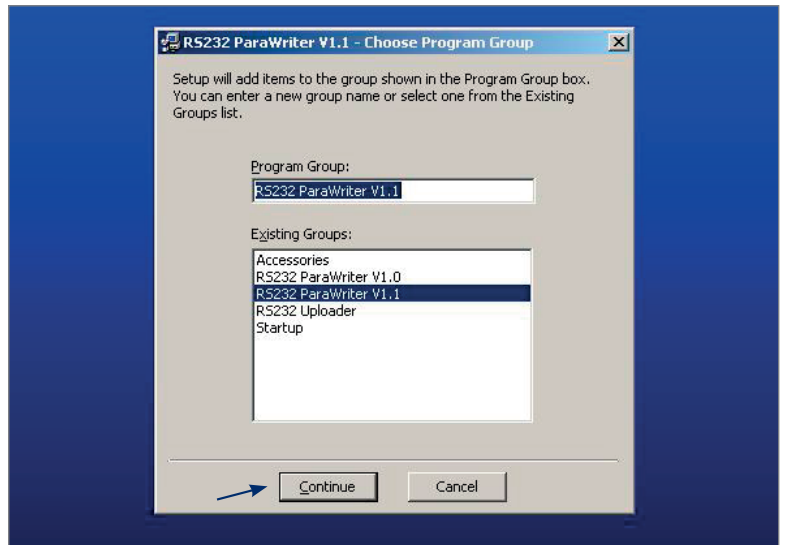 RS232 ParaWriter V1.1 - Choose Program Group
Setup will add items to the group shown in the Program Group box.
You can enter a new group name or select one from the Existing
Groups list.
Program Group:
RS232 ParaWriter V1.1
Existing Groups:
Accessories
RS232 ParaWriter V1.0
RS232 ParaWriter V1.1
RS232 Uploader
Startup
Continue
Cancel